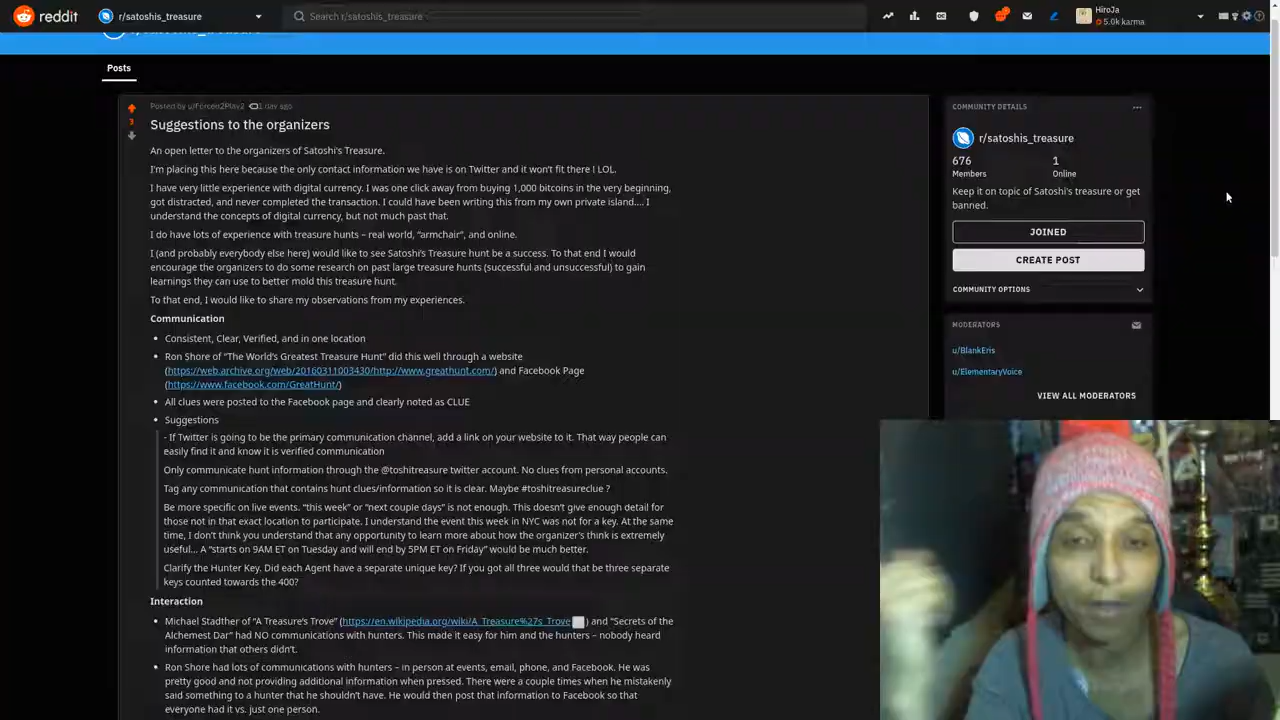 reddit
r/satoshis_treasure
Search r/satoshis_treasure
HiroJa
5.0k karma
Posts
Posted by 1 day ago
3
Suggestions to the organizers
An open letter to the organizers of Satoshi's Treasure.
I'm placing this here because the only contact information we have is on Twitter and it won't fit there ! LOL.
I have very little experience with digital currency. I was one click away from buying 1,000 bitcoins in the very beginning,
got distracted, and never completed the transaction. I could have been writing this from my own private island.... I
understand the concepts of digital currency, but not much past that.
I do have lots of experience with treasure hunts – real world, "armchair", and online.
I (and probably everybody else here) would like to see Satoshi's Treasure hunt be a success. To that end I would
encourage the organizers to do some research on past large treasure hunts (successful and unsuccessful) to gain
learnings they can use to better mold this treasure hunt.
To that end, I would like to share my observations from my experiences.
Communication
• Consistent, Clear, Verified, and in one location
• Ron Shore of "The World's Greatest Treasure Hunt" did this well through a website
(https://web.archive.org/web/20160311003430/http://www.greathunt.com/) and Facebook Page
(https://www.facebook.com/GreatHunt/)
• All clues were posted to the Facebook page and clearly noted as CLUE
• Suggestions
- If Twitter is going to be the primary communication channel, add a link on your website to it. That way people can
easily find it and know it is verified communication
Only communicate hunt information through the @toshitreasure twitter account. No clues from personal accounts.
Tag any communication that contains hunt clues/information so it is clear. Maybe #toshitreasureclue ?
Be more specific on live events. "this week" or "next couple days" is not enough. This doesn't give enough detail for
those not in that exact location to participate. I understand the event this week in NYC was not for a key. At the same
time, I don't think you understand that any opportunity to learn more about how the organizer's think is extremely
useful... A "starts on 9AM ET on Tuesday and will end by 5PM ET on Friday" would be much better.
Clarify the Hunter Key. Did each Agent have a separate unique key? If you got all three would that be three separate
keys counted towards the 400?
Interaction
• Michael Stadther of "A Treasure's Trove" (https://en.wikipedia.org/wiki/A_Treasure%27s_Trove ) and "Secrets of the
Alchemest Dar" had NO communications with hunters. This made it easy for him and the hunters – nobody heard
information that others didn't.
• Ron Shore had lots of communications with hunters – in person at events, email, phone, and Facebook. He was
pretty good and not providing additional information when pressed. There were a couple times when he mistakenly
said something to a hunter that he shouldn't have. He would then post that information to Facebook so that
everyone had it vs. just one person.
COMMUNITY DETAILS
r/satoshis_treasure
676
1
Members
Online
Keep it on topic of Satoshi's treasure or get
banned.
JOINED
CREATE POST
COMMUNITY OPTIONS
MODERATORS
u/BlankEris
u/ElementaryVoice
VIEW ALL MODERATORS